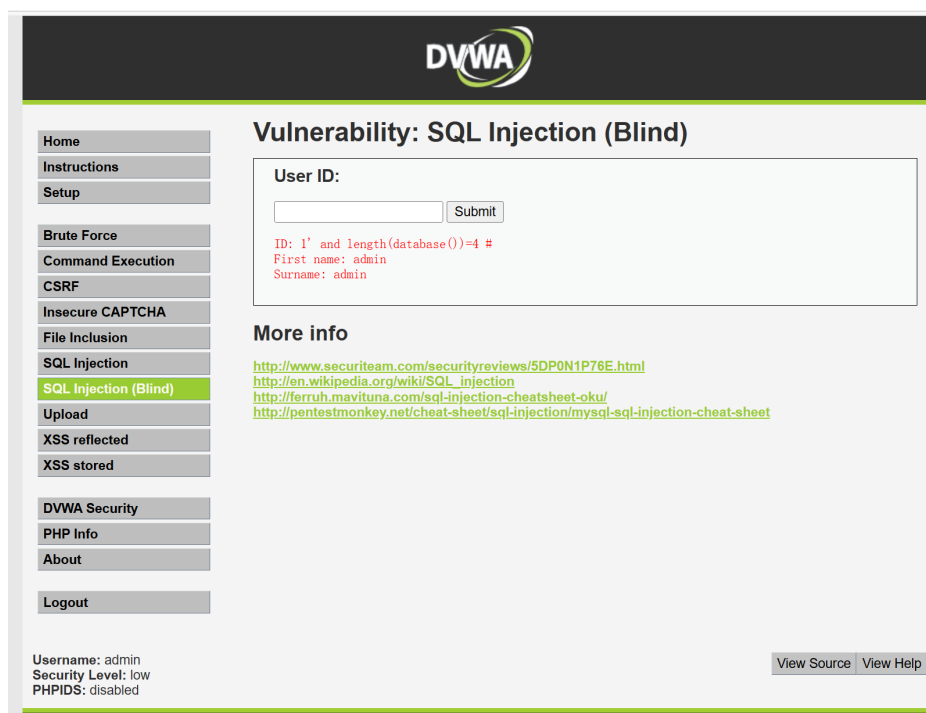 DVWA
Home
Instructions
Setup
Brute Force
Command Execution
CSRF
Insecure CAPTCHA
File Inclusion
SQL Injection
SQL Injection (Blind)
Upload
XSS reflected
XSS stored
DVWA Security
PHP Info
About
Logout
Vulnerability: SQL Injection (Blind)
User ID:
Submit
ID: 1' and length(database())=4 #
First name: admin
Surname: admin
More info
http://www.securiteam.com/securityreviews/5DP0N1P76E.html
http://en.wikipedia.org/wiki/SQL_injection
http://ferruh.mavituna.com/sql-injection-cheatsheet-oku/
http://pentestmonkey.net/cheat-sheet/sql-injection/mysql-sql-injection-cheat-sheet
Username: admin
Security Level: low
PHPIDS: disabled
View Source View Help